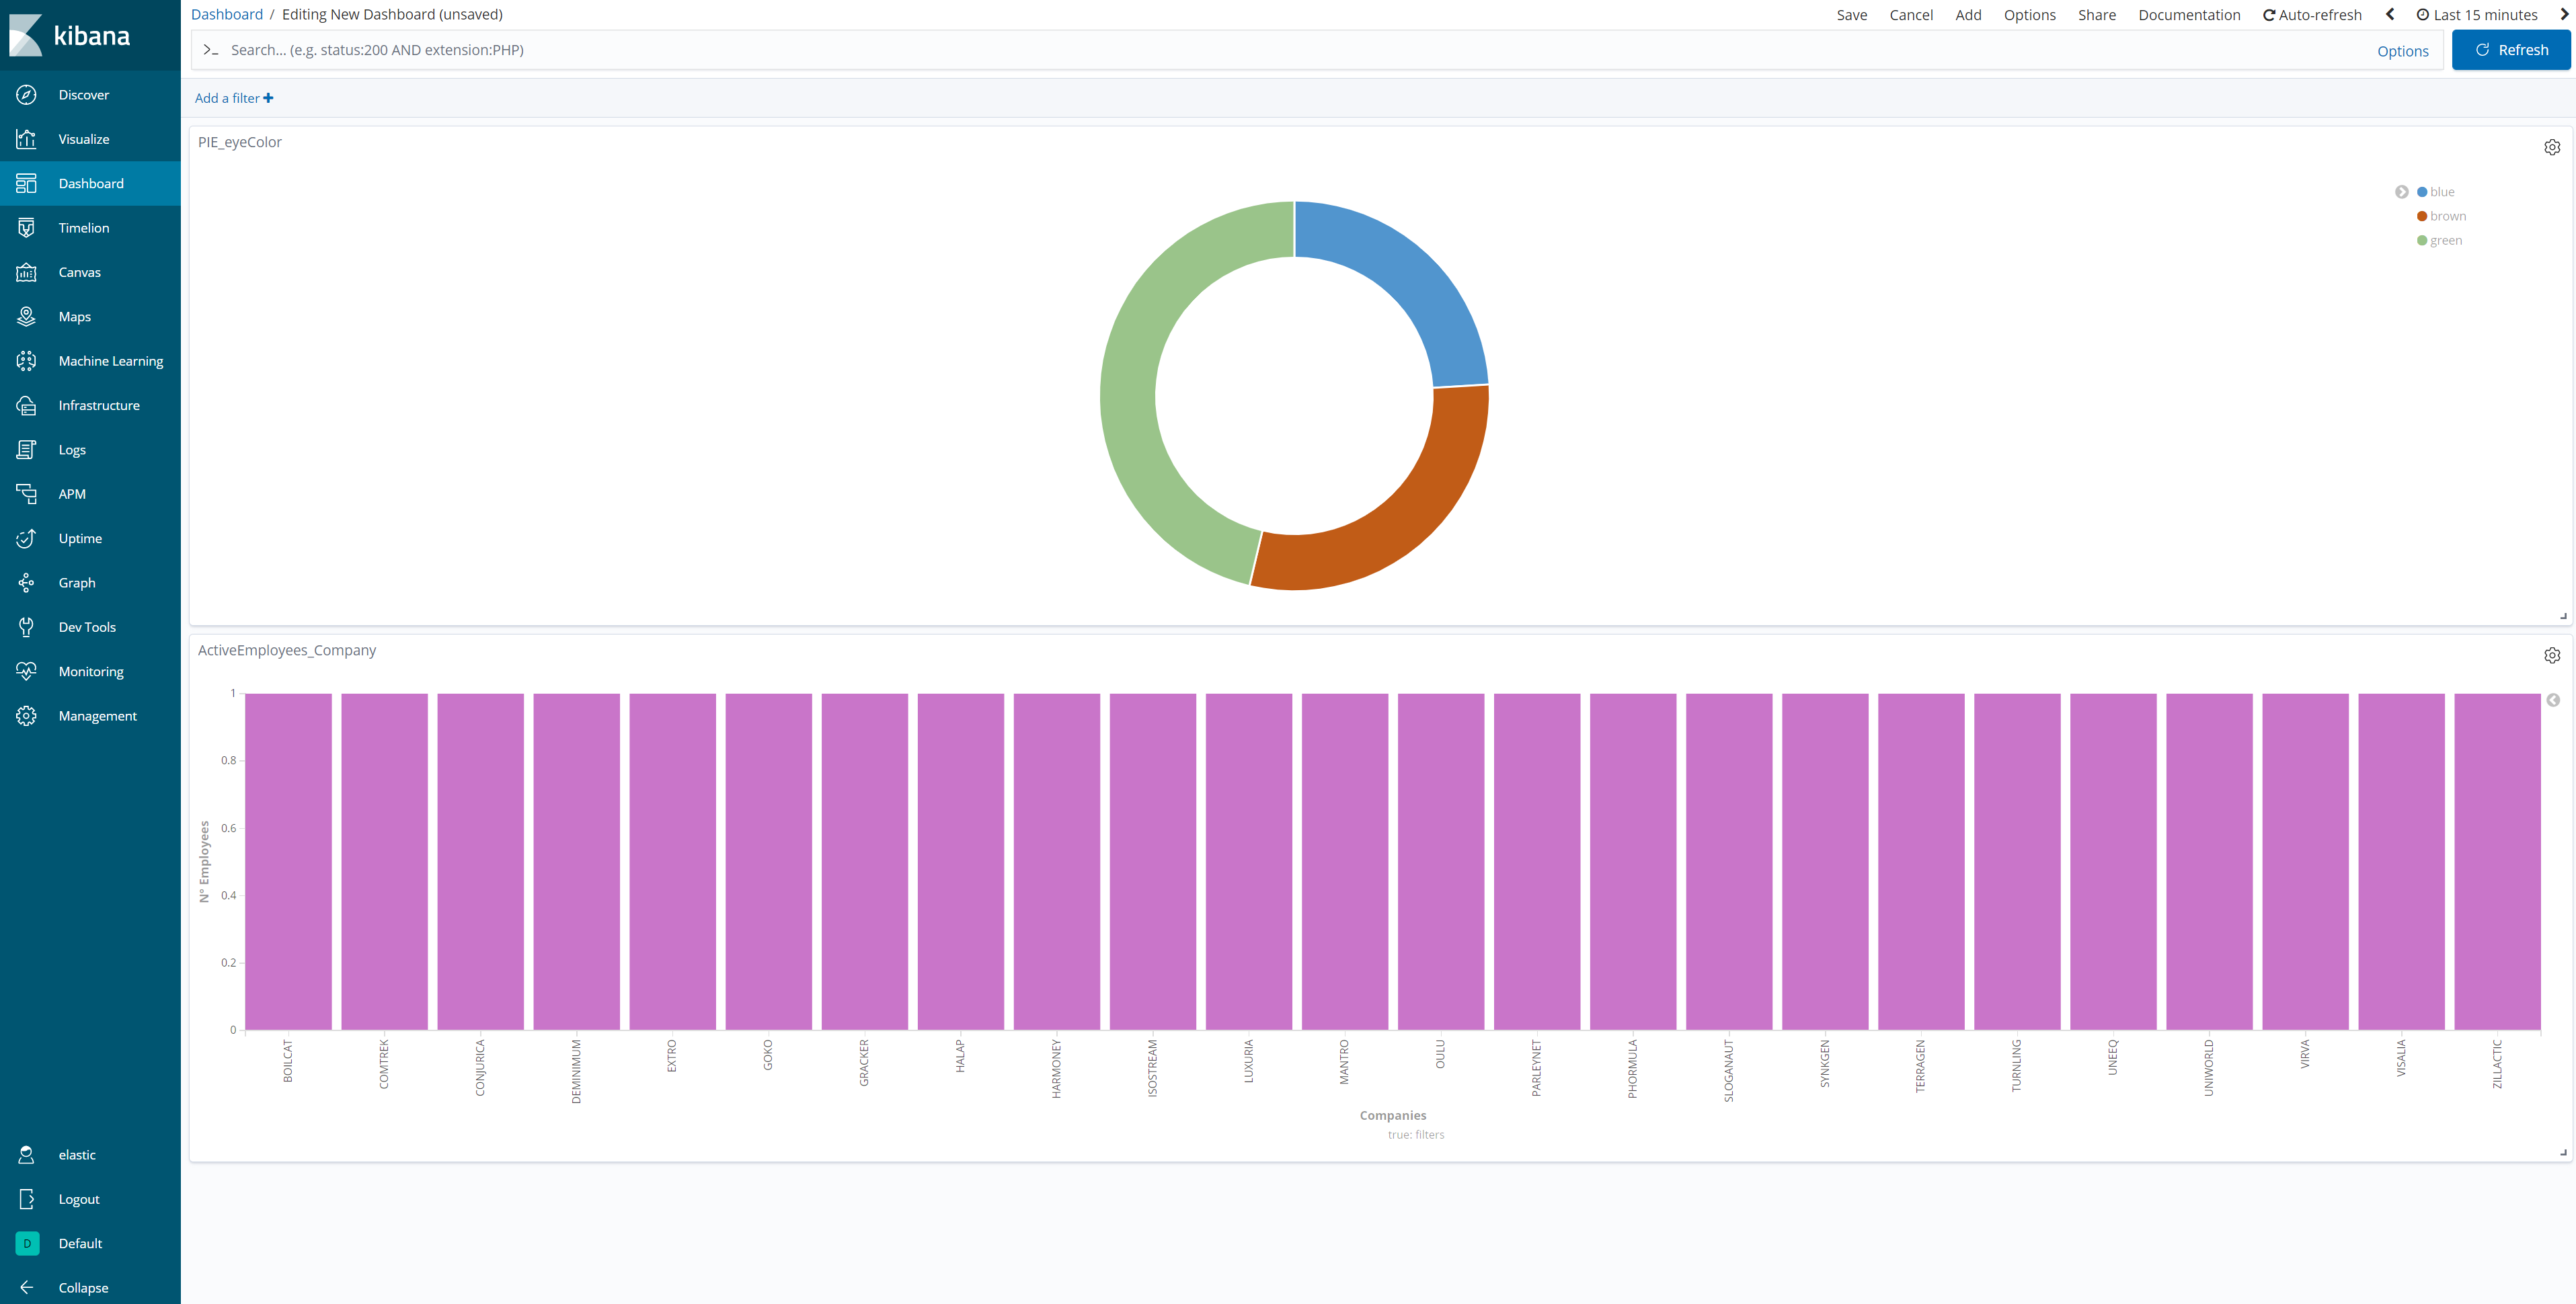 kibana
Discover
Visualize
Dashboard
Timelion
Canvas
Maps
Machine Learning
Infrastructure
Logs
APM
Uptime
Graph
Dev Tools
Monitoring
Management
elastic
Logout
D Default
Collapse
Dashboard / Editing New Dashboard (unsaved)
Save Cancel Add Options Share Documentation Auto-refresh Last 15 minutes
>_ Search... (e.g. status:200 AND extension:PHP) Options Refresh
Add a filter +
PIE_eyeColor
blue
brown
green
ActiveEmployees_Company
N° Employees
1
0.8
0.6
0.4
0.2
0
BOILCAT
COMTREK
CONJURICA
DEMINIMUM
EXTRO
GOKO
GRACKER
HALAP
HARMONEY
ISOSTREAM
LUXURIA
MANTRO
OULU
PARLEYNET
PHORMULA
SLOGANAUT
SYNKGEN
TERRAGEN
TURNLING
UNEEQ
UNIWORLD
VIRVA
VISALIA
ZILLACTIC
Companies
true: filters